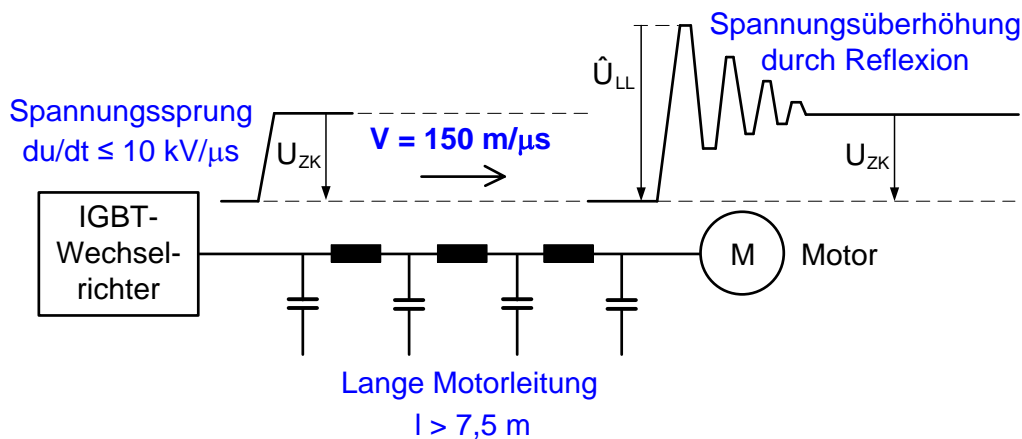 Spannungsüberhöhung
durch Reflexion
Û_LL
Spannungssprung
du/dt ≤ 10 kV/μs
U_ZK
V = 150 m/μs
U_ZK
IGBT-
Wechsel-
richter
M
Motor
Lange Motorleitung
l > 7,5 m